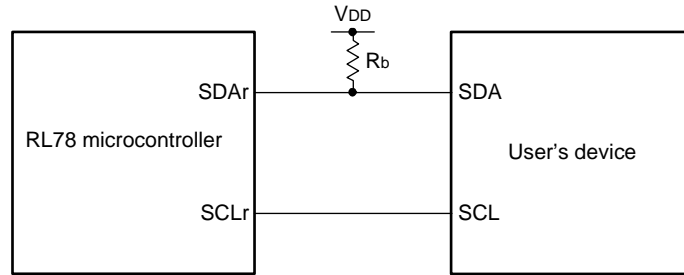 VDD
Rb
SDAr
SDA
RL78 microcontroller
User's device
SCLr
SCL